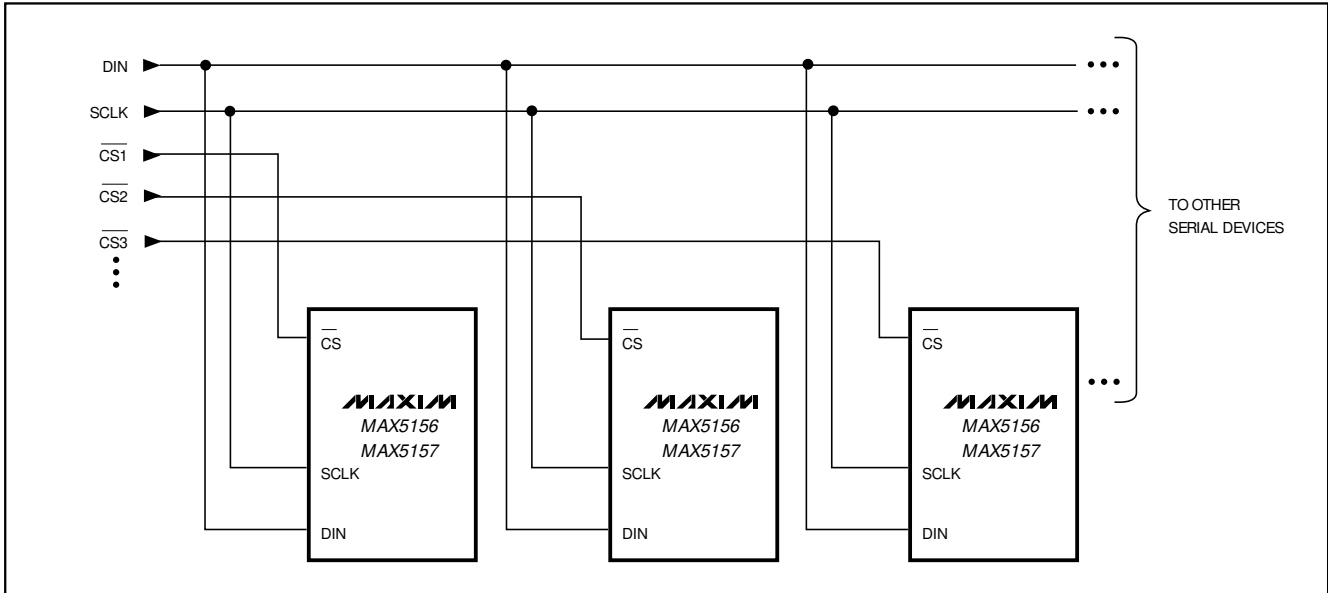 DIN
SCLK
CS1
CS2
CS3
TO OTHER
SERIAL DEVICES
CS
MAXIM
MAX5156
MAX5157
SCLK
DIN
CS
MAXIM
MAX5156
MAX5157
SCLK
DIN
CS
MAXIM
MAX5156
MAX5157
SCLK
DIN